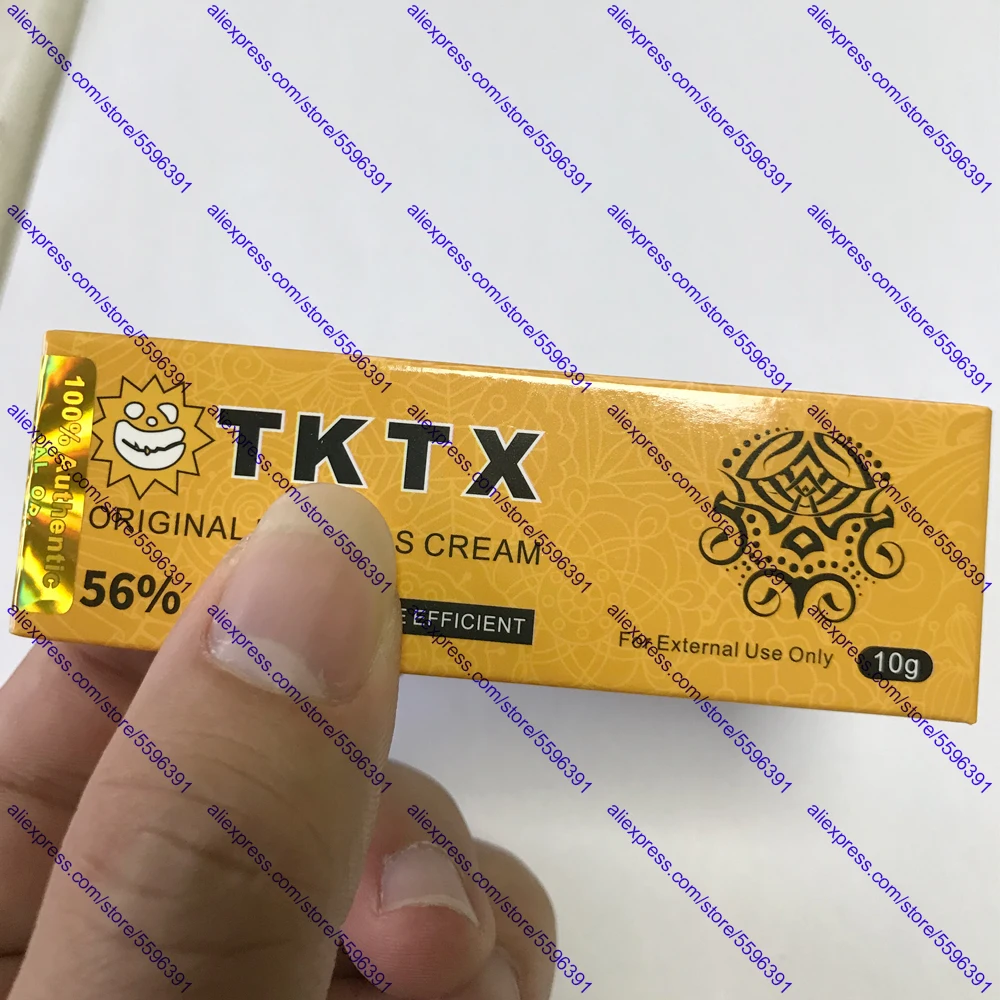 aliexpress.com/store/5596391
100% Authentic
TKTX
ORIGINAL
S CREAM
56%
E EFFICIENT
For External Use Only
10g